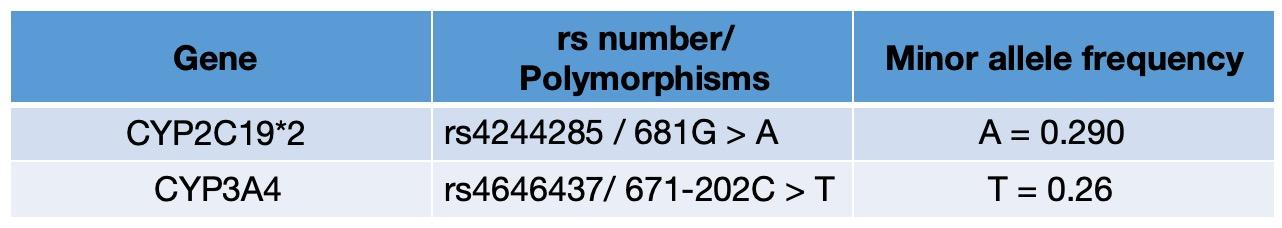 Gene
rs number/
Polymorphisms
Minor allele frequency
CYP2C19*2
rs4244285 / 681G > A
A = 0.290
CYP3A4
rs4646437/ 671-202C > T
T = 0.26